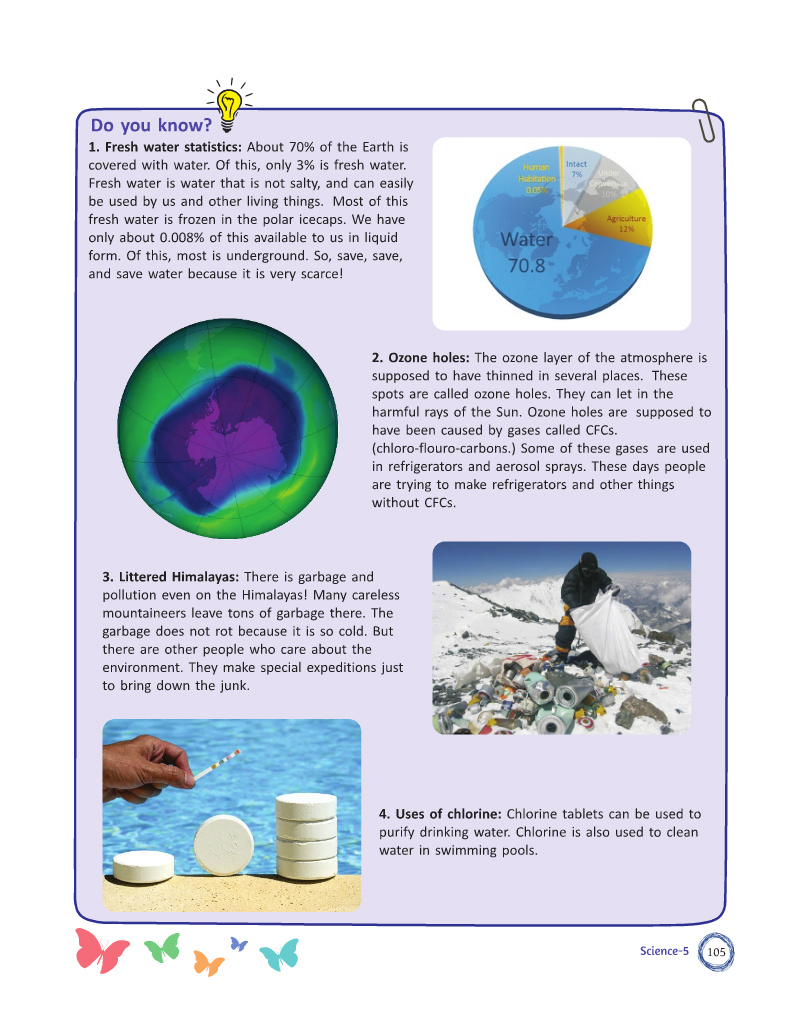 Do you know?
1. Fresh water statistics: About 70% of the Earth is
covered with water. Of this, only 3% is fresh water.
Fresh water is water that is not salty, and can easily
be used by us and other living things. Most of this
fresh water is frozen in the polar icecaps. We have
only about 0.008% of this available to us in liquid
form. Of this, most is underground. So, save, save,
and save water because it is very scarce!
Human
Habitation
0.05%
Intact
7%
Under
10%
Agriculture
12%
Water
70.8
2. Ozone holes: The ozone layer of the atmosphere is
supposed to have thinned in several places. These
spots are called ozone holes. They can let in the
harmful rays of the Sun. Ozone holes are supposed to
have been caused by gases called CFCs.
(chloro-flouro-carbons.) Some of these gases are used
in refrigerators and aerosol sprays. These days people
are trying to make refrigerators and other things
without CFCs.
3. Littered Himalayas: There is garbage and
pollution even on the Himalayas! Many careless
mountaineers leave tons of garbage there. The
garbage does not rot because it is so cold. But
there are other people who care about the
environment. They make special expeditions just
to bring down the junk.
4. Uses of chlorine: Chlorine tablets can be used to
purify drinking water. Chlorine is also used to clean
water in swimming pools.
Science-5 105